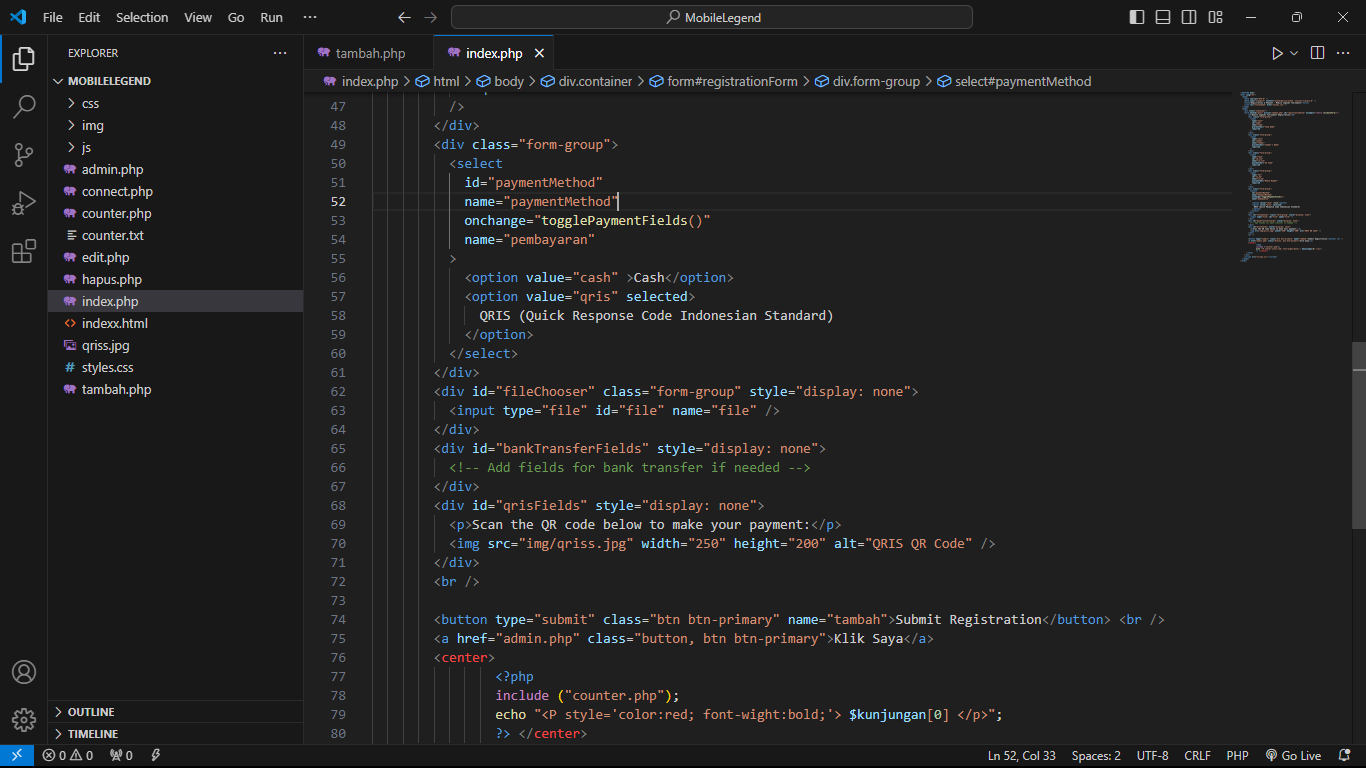 File Edit Selection View Go Run ··· MobileLegend
EXPLORER ···
MOBILELEGEND
css
img
js
admin.php
connect.php
counter.php
counter.txt
edit.php
hapus.php
index.php
indexx.html
qriss.jpg
styles.css
tambah.php
OUTLINE
TIMELINE
tambah.php index.php
index.php > html > body > div.container > form#registrationForm > div.form-group > select#paymentMethod
47 />
48 </div>
49 <div class="form-group">
50 <select
51 id="paymentMethod"
52 name="paymentMethod"
53 onchange="togglePaymentFields()"
54 name="pembayaran"
55 >
56 <option value="cash" >Cash</option>
57 <option value="qris" selected>
58 QRIS (Quick Response Code Indonesian Standard)
59 </option>
60 </select>
61 </div>
62 <div id="fileChooser" class="form-group" style="display: none">
63 <input type="file" id="file" name="file" />
64 </div>
65 <div id="bankTransferFields" style="display: none">
66 <!-- Add fields for bank transfer if needed -->
67 </div>
68 <div id="qrisFields" style="display: none">
69 <p>Scan the QR code below to make your payment:</p>
70 <img src="img/qriss.jpg" width="250" height="200" alt="QRIS QR Code" />
71 </div>
72 <br />
73
74 <button type="submit" class="btn btn-primary" name="tambah">Submit Registration</button> <br />
75 <a href="admin.php" class="button, btn btn-primary">Klik Saya</a>
76 <center>
77 <?php
78 include ("counter.php");
79 echo "<P style='color:red; font-wight:bold;'> $kunjungan[0] </p>";
80 ?> </center>
0 0 0 Ln 52, Col 33 Spaces: 2 UTF-8 CRLF PHP Go Live